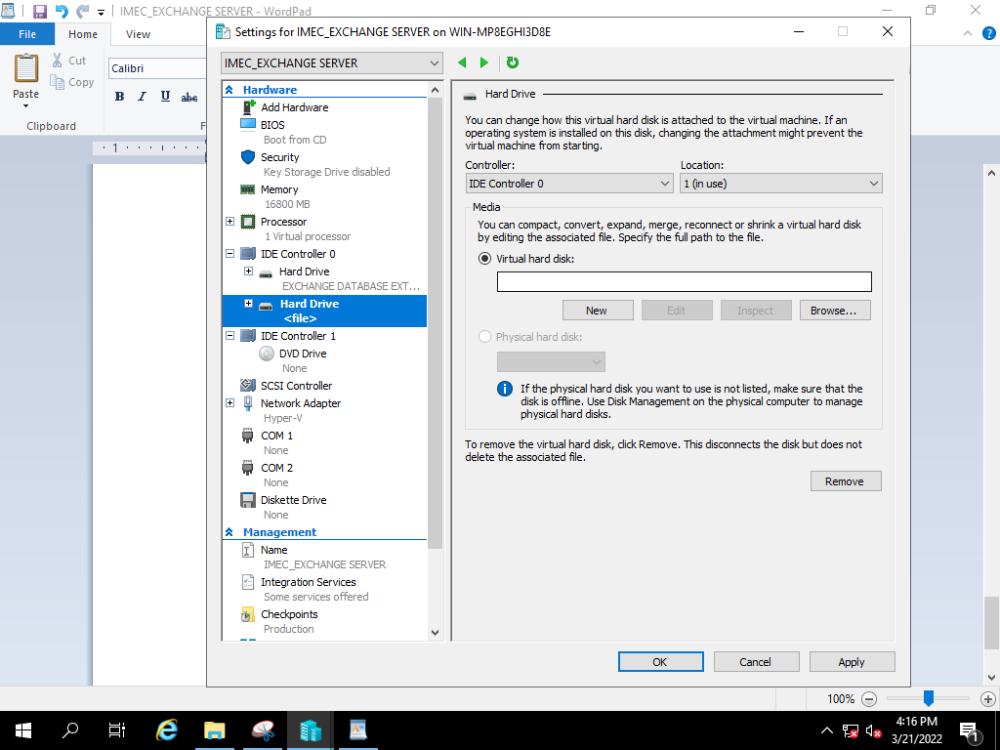 IMEC_EXCHANGE SERVER - WordPad
File
Home
View
Paste
Cut
Copy
Clipboard
Calibri
B I U abc
F
1
Settings for IMEC_EXCHANGE SERVER on WIN-MP8EGHI3D8E
IMEC_EXCHANGE SERVER
Hardware
Add Hardware
BIOS
Boot from CD
Security
Key Storage Drive disabled
Memory
16800 MB
Processor
1 Virtual processor
IDE Controller 0
Hard Drive
EXCHANGE DATABASE EXT...
Hard Drive
<file>
IDE Controller 1
DVD Drive
None
SCSI Controller
Network Adapter
Hyper-V
COM 1
None
COM 2
None
Diskette Drive
None
Management
Name
IMEC_EXCHANGE SERVER
Integration Services
Some services offered
Checkpoints
Production
Hard Drive
You can change how this virtual hard disk is attached to the virtual machine. If an
operating system is installed on this disk, changing the attachment might prevent the
virtual machine from starting.
Controller:
Location:
IDE Controller 0
1 (in use)
Media
You can compact, convert, expand, merge, reconnect or shrink a virtual hard disk
by editing the associated file. Specify the full path to the file.
Virtual hard disk:
New
Edit
Inspect
Browse...
Physical hard disk:
If the physical hard disk you want to use is not listed, make sure that the
disk is offline. Use Disk Management on the physical computer to manage
physical hard disks.
To remove the virtual hard disk, click Remove. This disconnects the disk but does not
delete the associated file.
Remove
OK
Cancel
Apply
100%
4:16 PM
3/21/2022
1